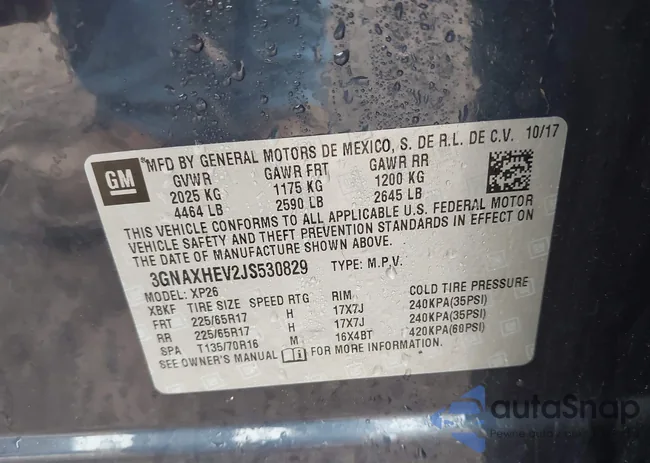 MFD BY GENERAL MOTORS DE MEXICO, S. DE R.L. DE C.V. 10/17
GM
GVWR GAWR FRT GAWR RR
2025 KG 1175 KG 1200 KG
4464 LB 2590 LB 2645 LB
THIS VEHICLE CONFORMS TO ALL APPLICABLE U.S. FEDERAL MOTOR
VEHICLE SAFETY AND THEFT PREVENTION STANDARDS IN EFFECT ON
THE DATE OF MANUFACTURE SHOWN ABOVE.
3GNAXHEV2JS530829 TYPE: M.P.V.
MODEL: XP26
XBKF TIRE SIZE SPEED RTG RIM COLD TIRE PRESSURE
FRT 225/65R17 H 17X7J 240KPA(35PSI)
RR 225/65R17 H 17X7J 240KPA(35PSI)
SPA T135/70R16 M 16X4BT 420KPA(60PSI)
SEE OWNER'S MANUAL FOR MORE INFORMATION
autoSnap